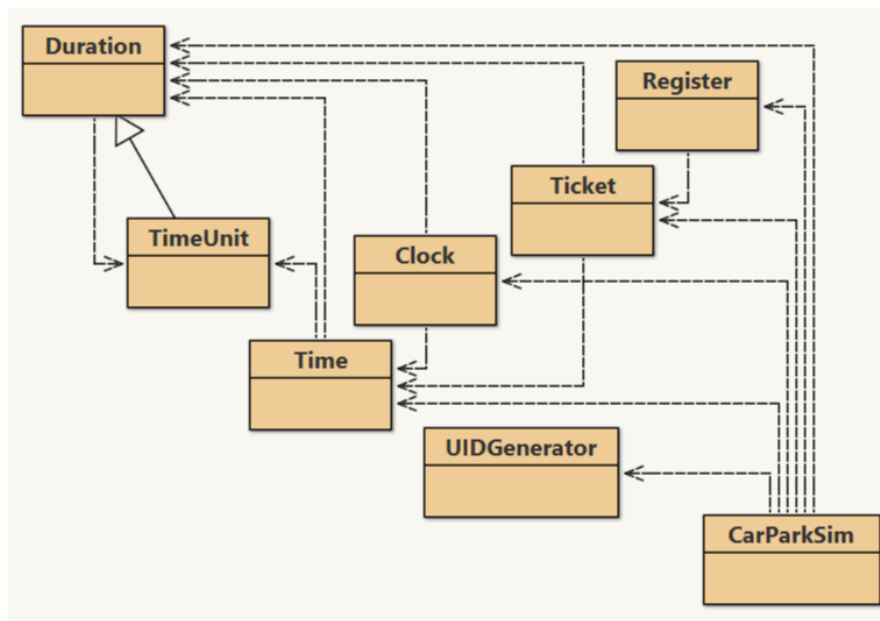 Duration
Register
Ticket
TimeUnit
Clock
Time
UIDGenerator
CarParkSim